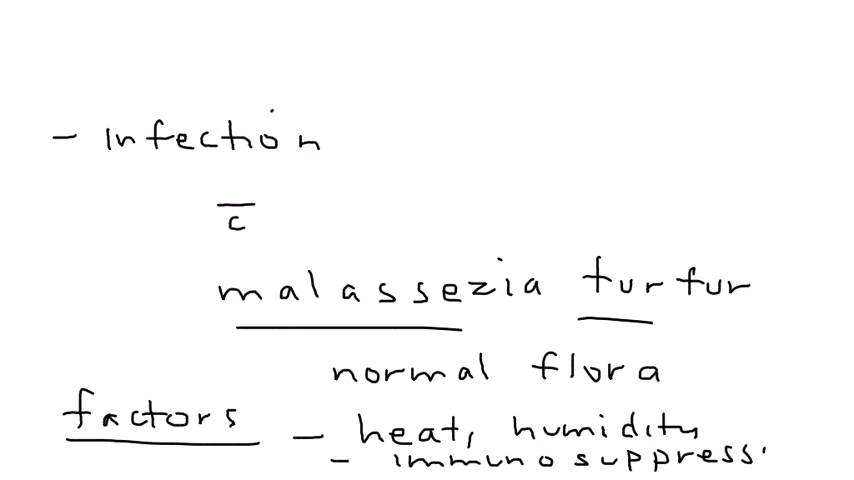 - Infection
c̅
malassezia furfur
normal flora
factors - heat, humidity
- immunosuppress.